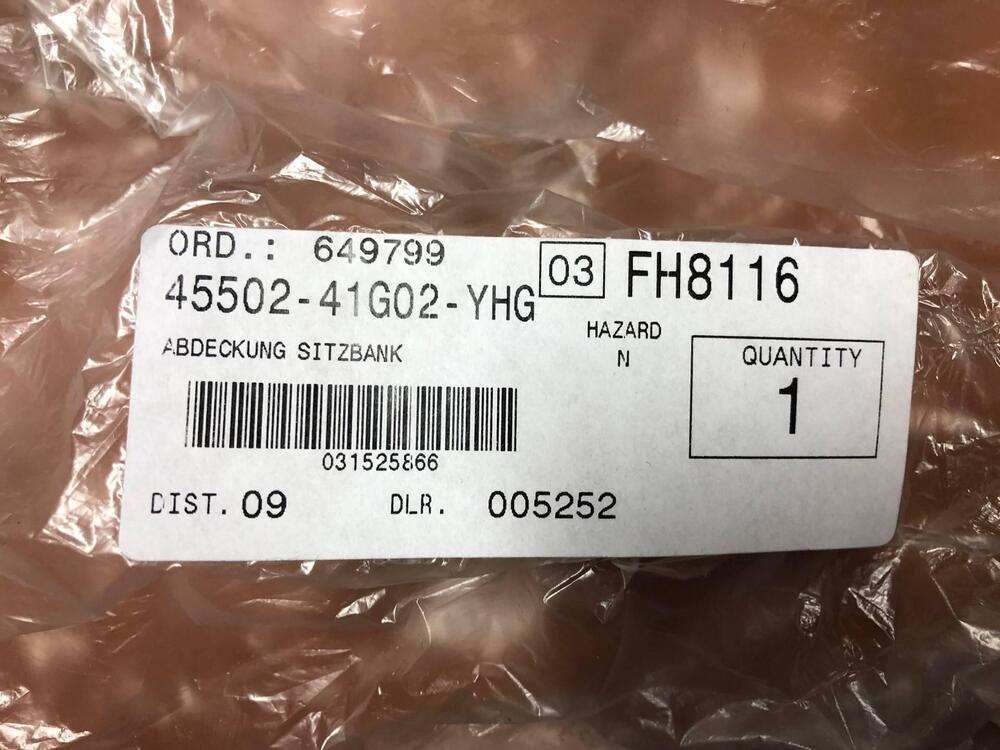 ORD.: 649799
45502-41G02-YHG
03 FH8116
ABDECKUNG SITZBANK
HAZARD
N
QUANTITY
1
031525866
DIST. 09 DLR. 005252